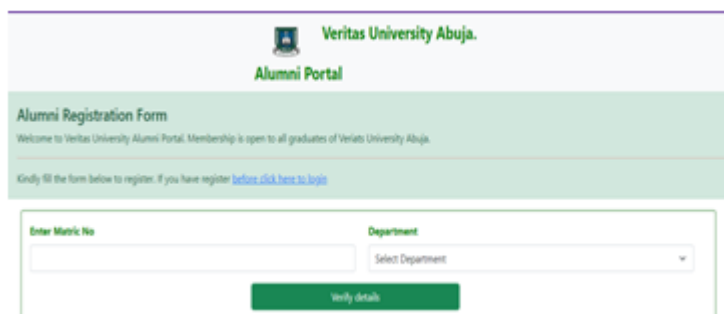 Veritas University Abuja.
Alumni Portal
Alumni Registration Form
Welcome to Veritas University Alumni Portal. Membership is open to all graduates of Veriats University Abuja.
Kindly fill the form below to register. If you have register before click here to login
Enter Matric No
Department
Select Department
Verify details